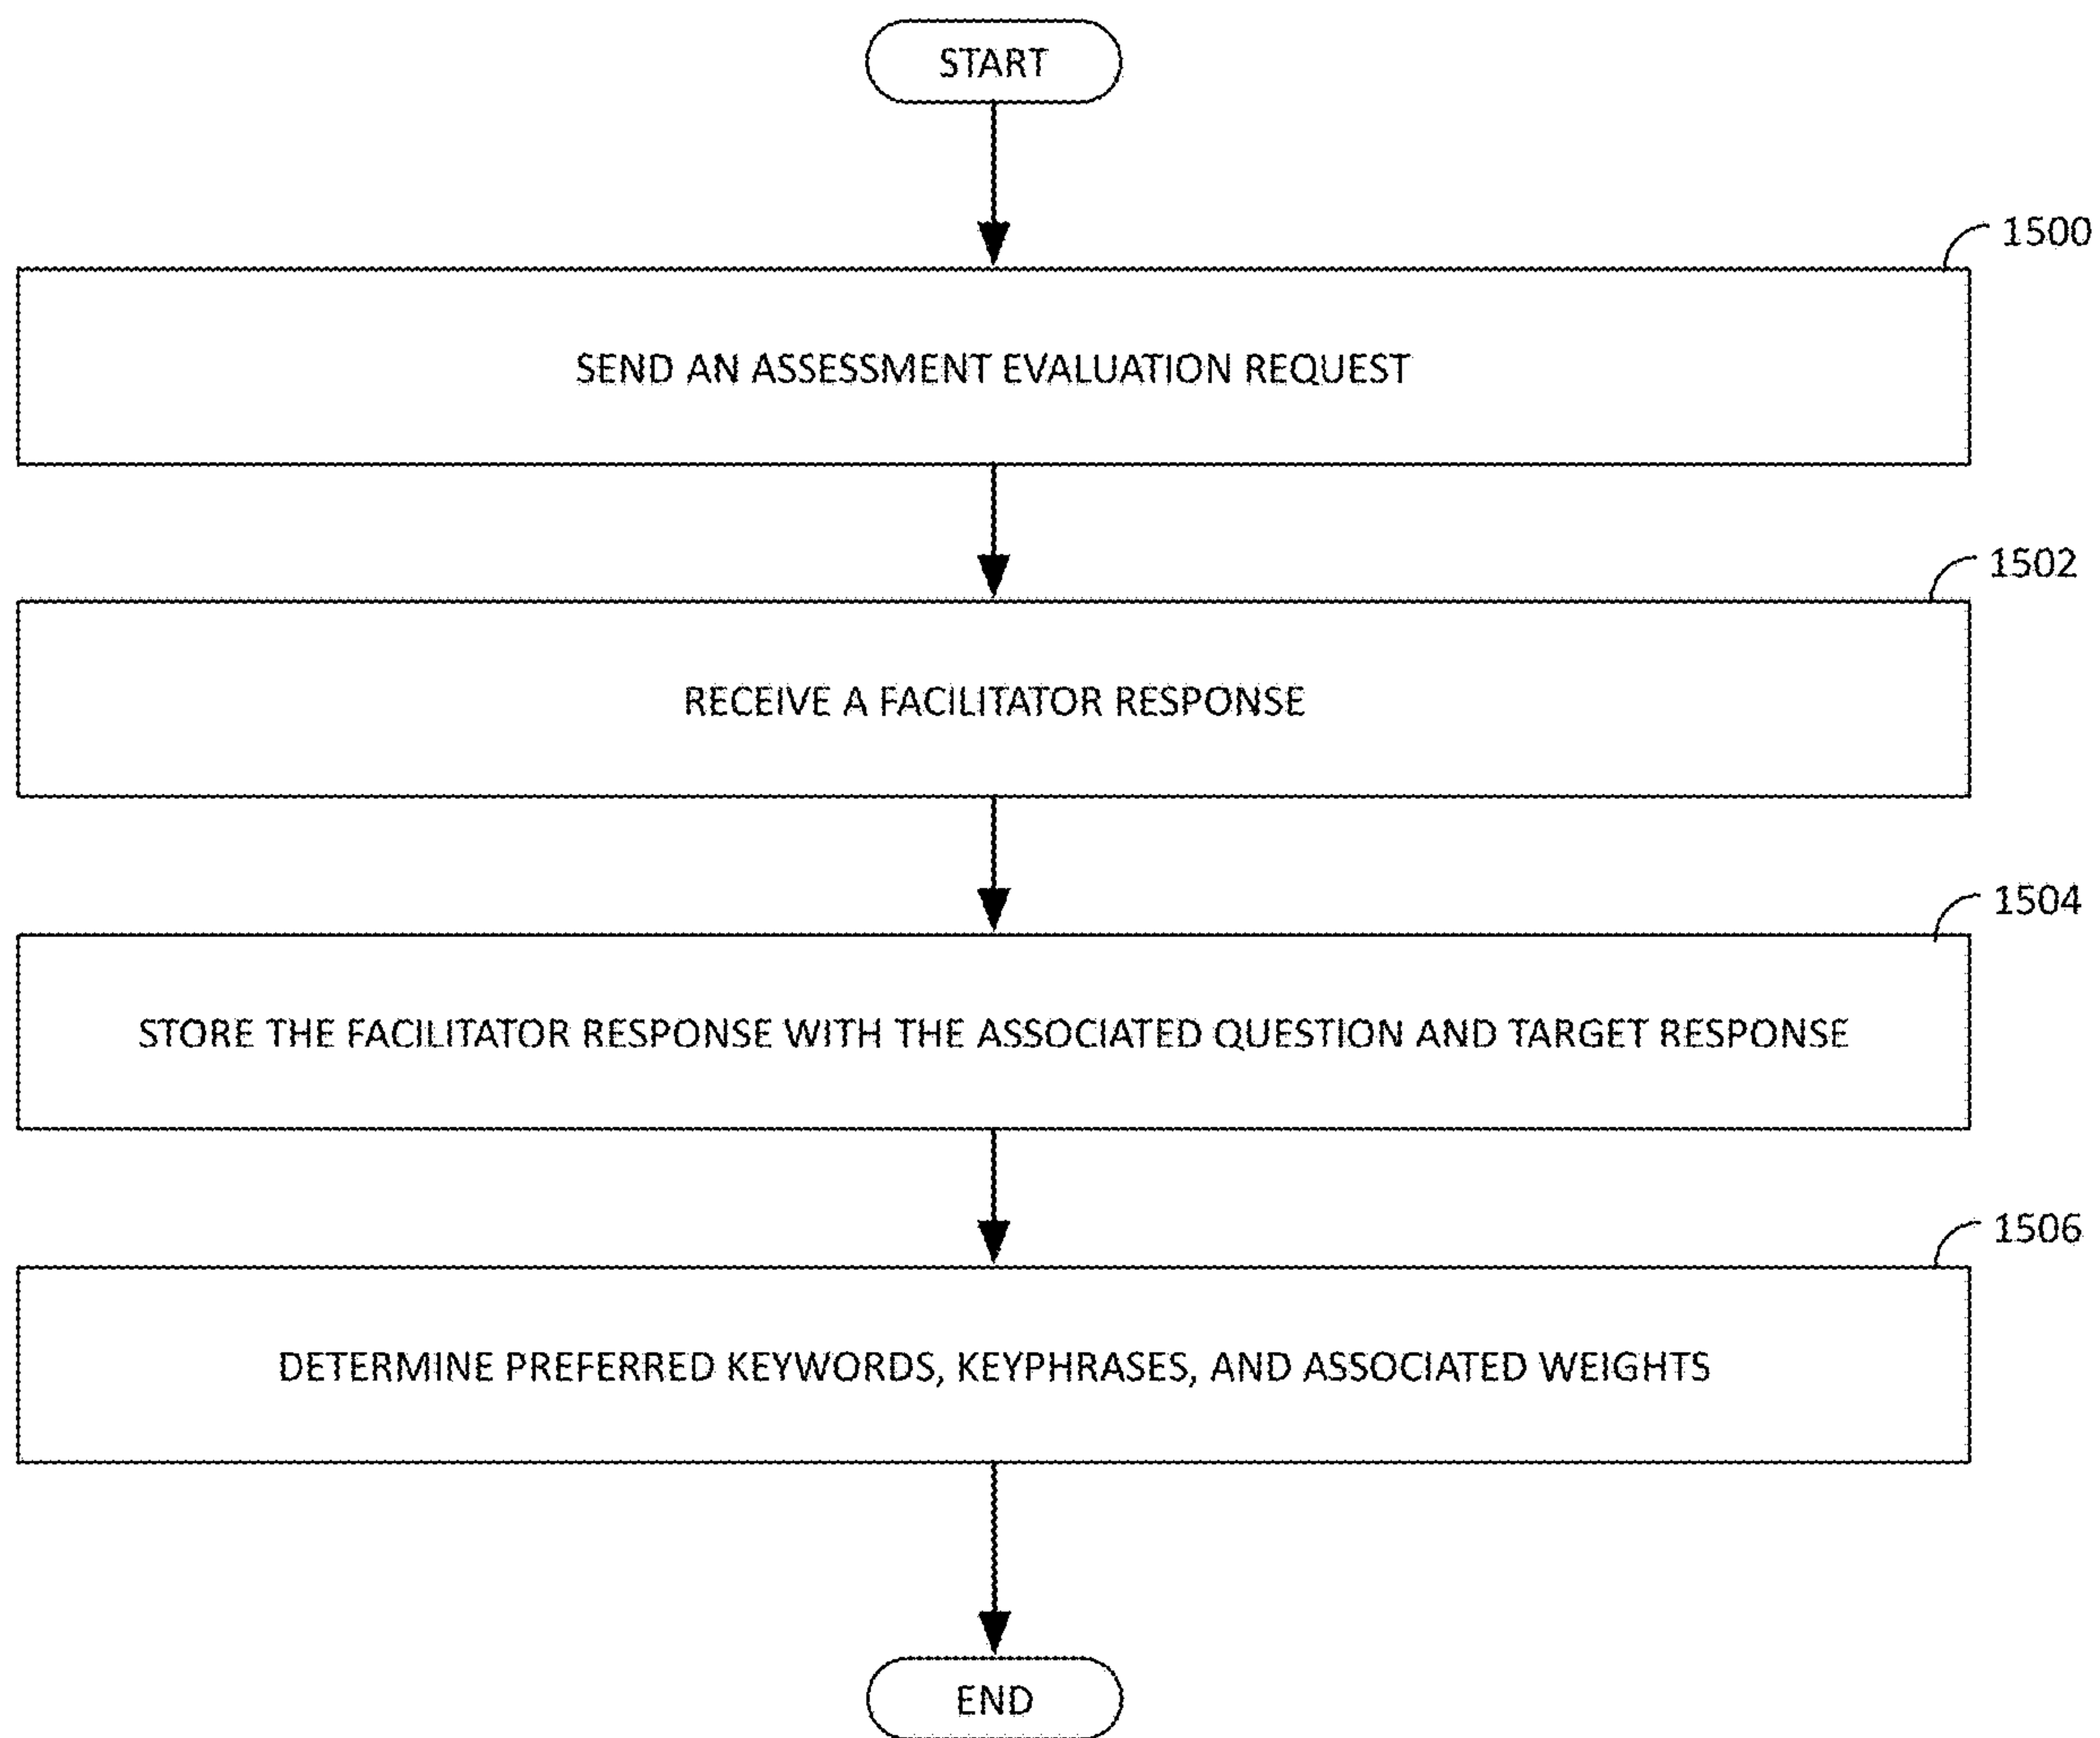 START
1500
SEND AN ASSESSMENT EVALUATION REQUEST
1502
RECEIVE A FACILITATOR RESPONSE
1504
STORE THE FACILITATOR RESPONSE WITH THE ASSOCIATED QUESTION AND TARGET RESPONSE
1506
DETERMINE PREFERRED KEYWORDS, KEYPHRASES, AND ASSOCIATED WEIGHTS
END